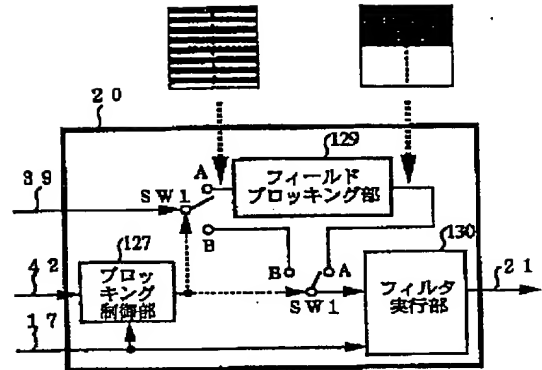 20
129
A
フィールド
ブロッキング部
39
SW1
127
130
B
B
A
21
42
ブロッ
キング
制御部
SW1
フィルタ
実行部
17